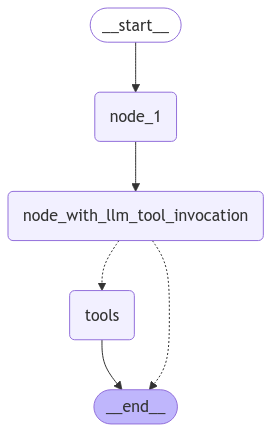 __start__
node_1
node_with_llm_tool_invocation
tools
__end__